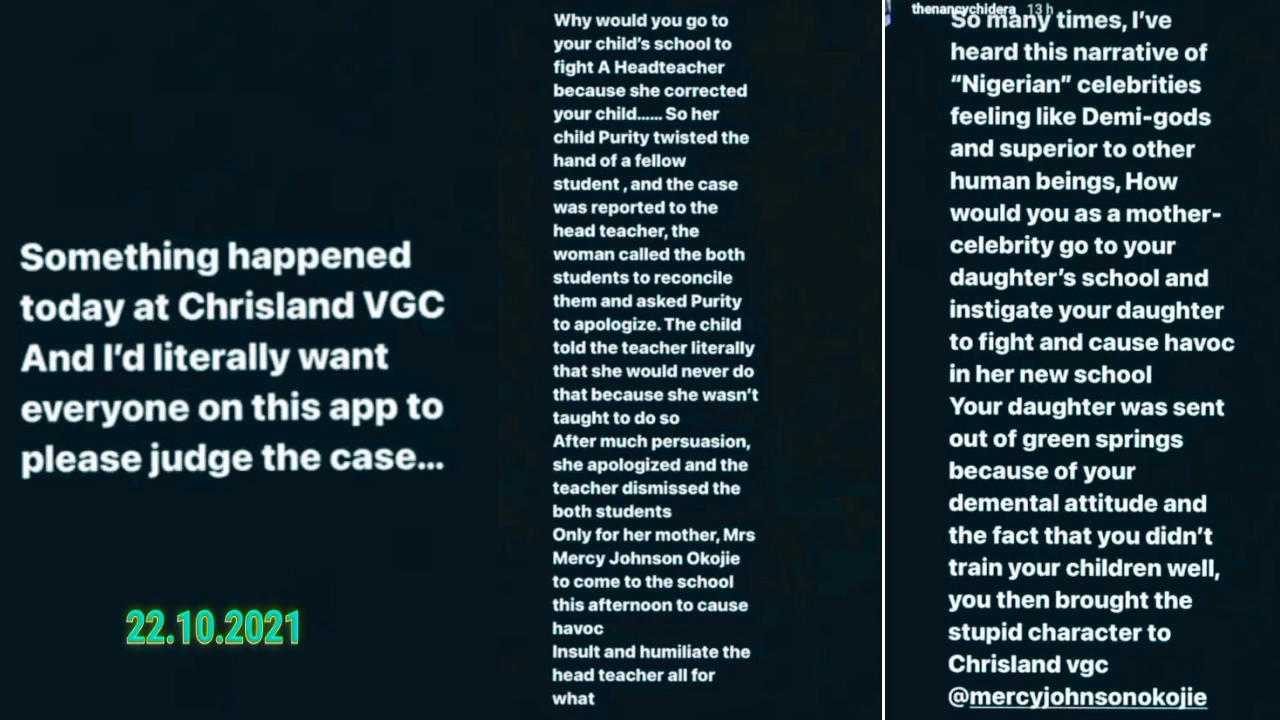 Something happened
today at Chrisland VGC
And I’d literally want
everyone on this app to
please judge the case...
22.10.2021
Why would you go to
your child’s school to
fight A Headteacher
because she corrected
your child...... So her
child Purity twisted the
hand of a fellow
student , and the case
was reported to the
head teacher, the
woman called the both
students to reconcile
them and asked Purity
to apologize. The child
told the teacher literally
that she would never do
that because she wasn’t
taught to do so
After much persuasion,
she apologized and the
teacher dismissed the
both students
Only for her mother, Mrs
Mercy Johnson Okojie
to come to the school
this afternoon to cause
havoc
Insult and humiliate the
head teacher all for
what
thenancychidera 13 h
So many times, I’ve
heard this narrative of
“Nigerian” celebrities
feeling like Demi-gods
and superior to other
human beings, How
would you as a mother-
celebrity go to your
daughter’s school and
instigate your daughter
to fight and cause havoc
in her new school
Your daughter was sent
out of green springs
because of your
demental attitude and
the fact that you didn’t
train your children well,
you then brought the
stupid character to
Chrisland vgc
@mercyjohnsonokojie